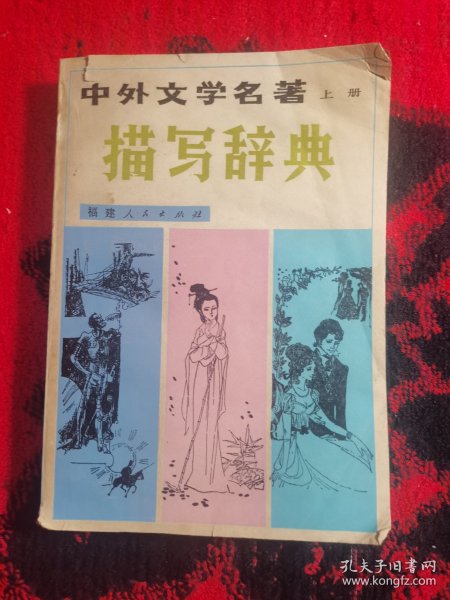 中外文学名著 上册
描写辞典
福建人民出版社
孔夫子旧书网
www.kongfz.com